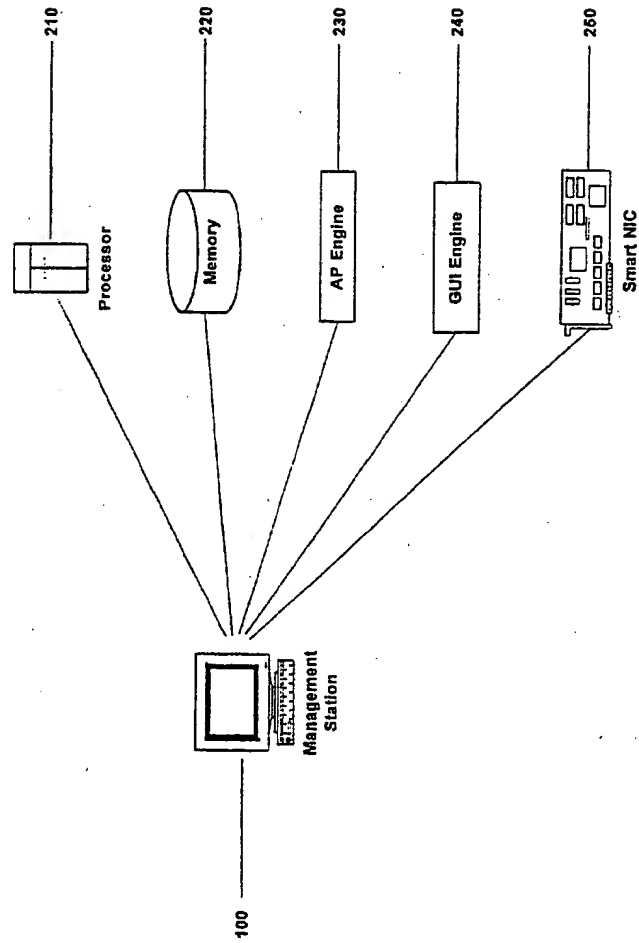 100
Management
Station
Processor
210
Memory
220
AP Engine
230
GUI Engine
240
Smart NIC
250